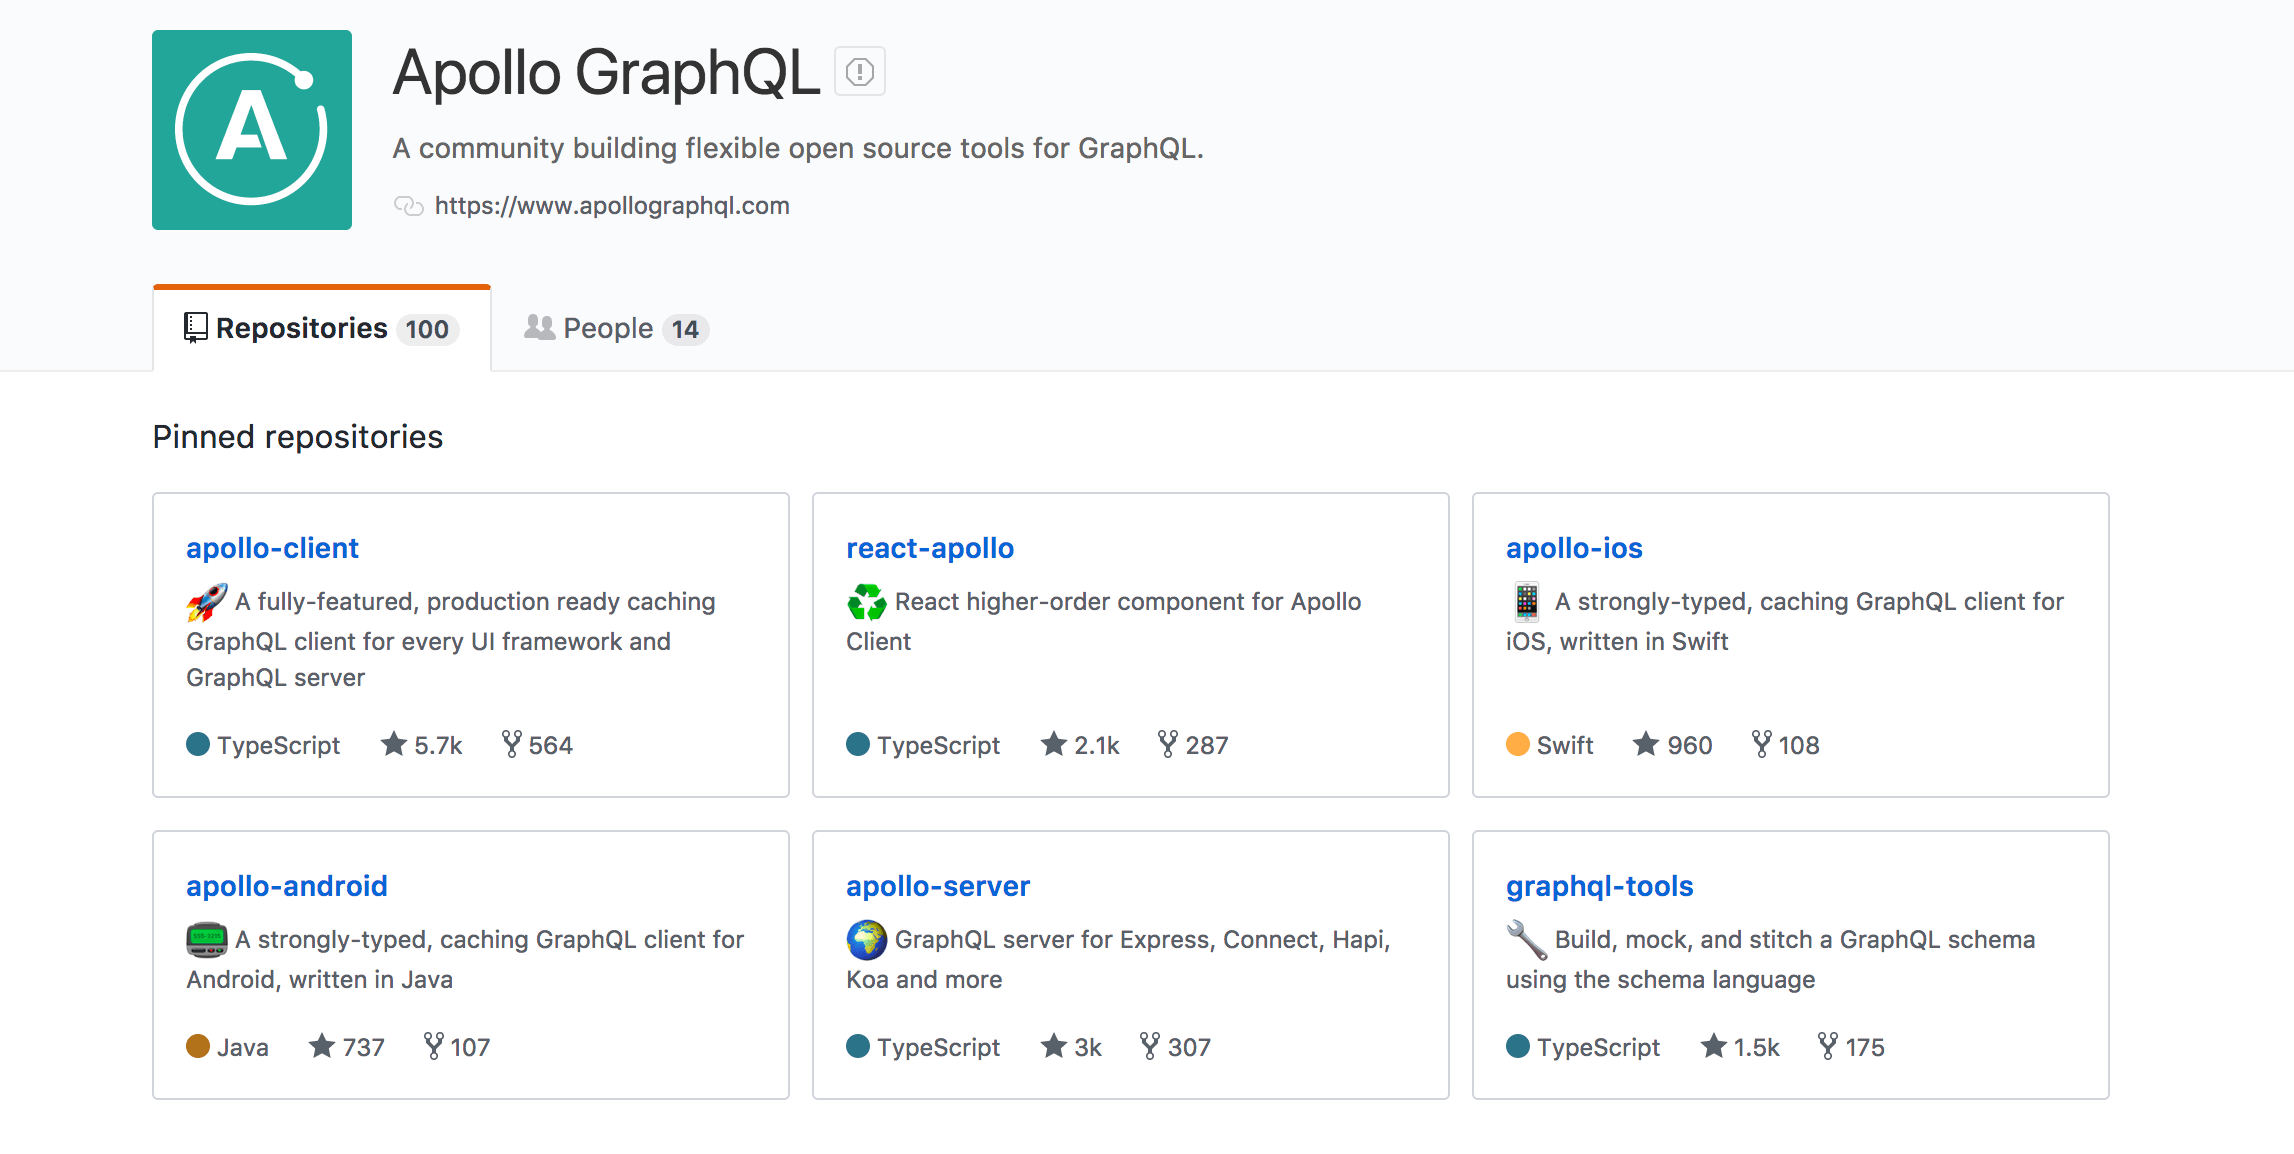 A
Apollo GraphQL
A community building flexible open source tools for GraphQL.
https://www.apollographql.com
Repositories 100 People 14
Pinned repositories
apollo-client
A fully-featured, production ready caching
GraphQL client for every UI framework and
GraphQL server
TypeScript 5.7k 564
react-apollo
React higher-order component for Apollo
Client
TypeScript 2.1k 287
apollo-ios
A strongly-typed, caching GraphQL client for
iOS, written in Swift
Swift 960 108
apollo-android
A strongly-typed, caching GraphQL client for
Android, written in Java
Java 737 107
apollo-server
GraphQL server for Express, Connect, Hapi,
Koa and more
TypeScript 3k 307
graphql-tools
Build, mock, and stitch a GraphQL schema
using the schema language
TypeScript 1.5k 175